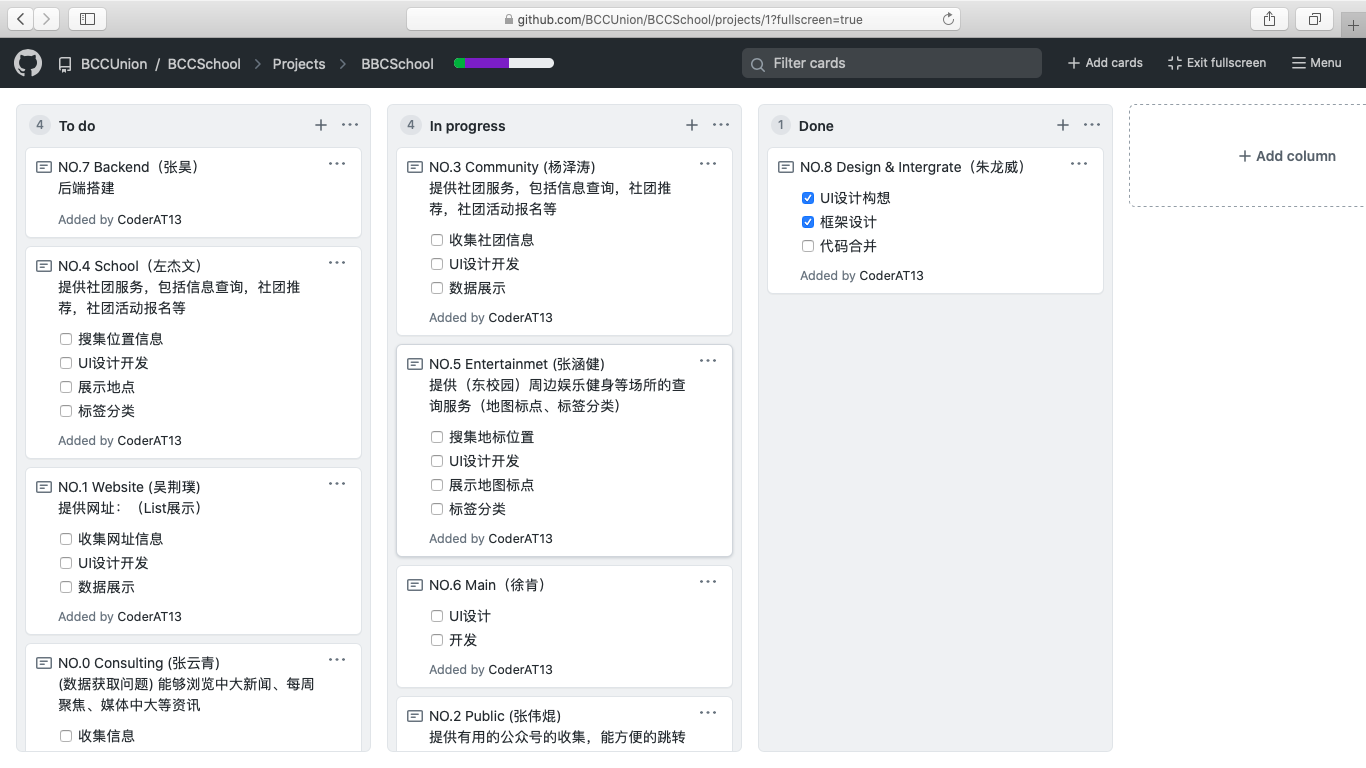 github.com/BCCUnion/BCCSchool/projects/1?fullscreen=true
BCCUnion / BCCSchool
Projects
BBCSchool
Filter cards
Add cards
Exit fullscreen
Menu
4 To do
NO.7 Backend（张昊）
后端搭建
Added by CoderAT13
NO.4 School（左杰文）
提供社团服务，包括信息查询，社团推
荐，社团活动报名等
搜集位置信息
UI设计开发
展示地点
标签分类
Added by CoderAT13
NO.1 Website (吴荆璞)
提供网址：（List展示）
收集网址信息
UI设计开发
数据展示
Added by CoderAT13
NO.0 Consulting (张云青)
(数据获取问题) 能够浏览中大新闻、每周
聚焦、媒体中大等资讯
收集信息
4 In progress
NO.3 Community (杨泽涛)
提供社团服务，包括信息查询，社团推
荐，社团活动报名等
收集社团信息
UI设计开发
数据展示
Added by CoderAT13
NO.5 Entertainmet (张涵健)
提供（东校园）周边娱乐健身等场所的查
询服务（地图标点、标签分类）
搜集地标位置
UI设计开发
展示地图标点
标签分类
Added by CoderAT13
NO.6 Main（徐肯）
UI设计
开发
Added by CoderAT13
NO.2 Public (张伟焜)
提供有用的公众号的收集，能方便的跳转
1 Done
NO.8 Design & Intergrate（朱龙威）
UI设计构想
框架设计
代码合并
Added by CoderAT13
Add column